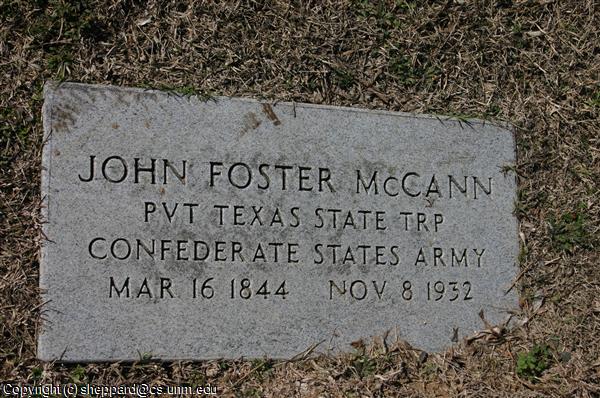 JOHN FOSTER McCANN
PVT TEXAS STATE TRP
CONFEDERATE STATES ARMY
MAR 16 1844 NOV 8 1932
(Copyright) © sheppard@cs.unm.edu